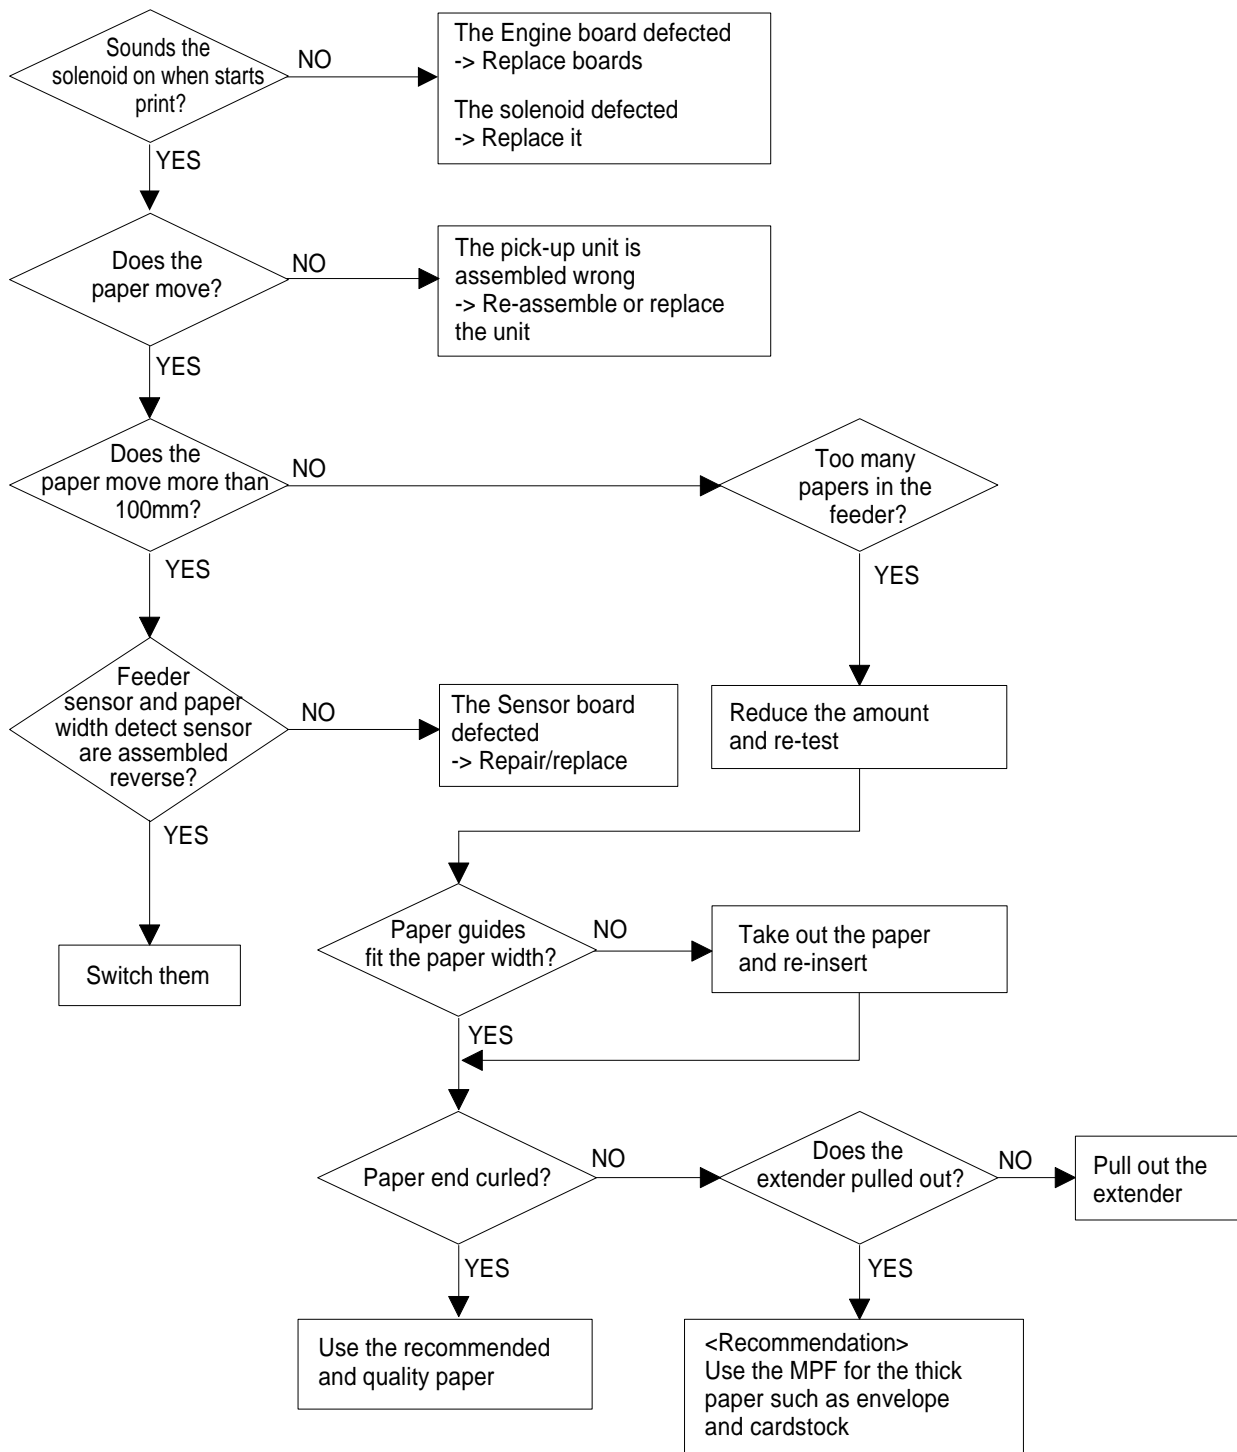 Sounds the
solenoid on when starts
print?
NO
The Engine board defected
-> Replace boards
The solenoid defected
-> Replace it
YES
Does the
paper move?
NO
The pick-up unit is
assembled wrong
-> Re-assemble or replace
the unit
YES
Does the
paper move more than
100mm?
NO
Too many
papers in the
feeder?
YES
YES
Feeder
sensor and paper
width detect sensor
are assembled
reverse?
NO
The Sensor board
defected
-> Repair/replace
Reduce the amount
and re-test
YES
Switch them
Paper guides
fit the paper width?
NO
Take out the paper
and re-insert
YES
Paper end curled?
NO
Does the
extender pulled out?
NO
Pull out the
extender
YES
YES
Use the recommended
and quality paper
<Recommendation>
Use the MPF for the thick
paper such as envelope
and cardstock